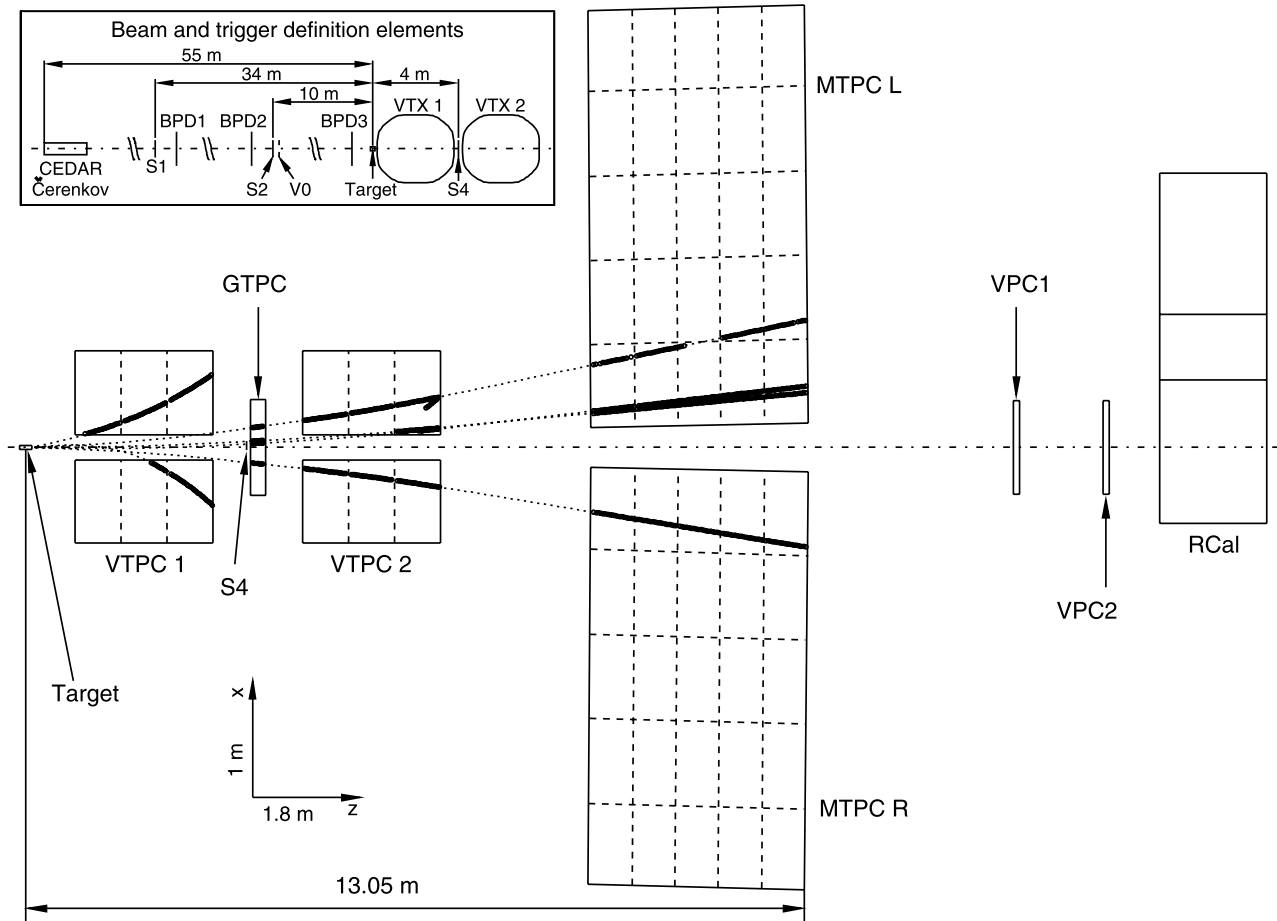 Beam and trigger definition elements
55 m
34 m
4 m
10 m
VTX 1
VTX 2
BPD1
BPD2
BPD3
CEDAR
Čerenkov
S1
S2
V0
Target
S4
MTPC L
GTPC
VPC1
VTPC 1
VTPC 2
S4
RCal
VPC2
Target
x
1 m
1.8 m
z
MTPC R
13.05 m